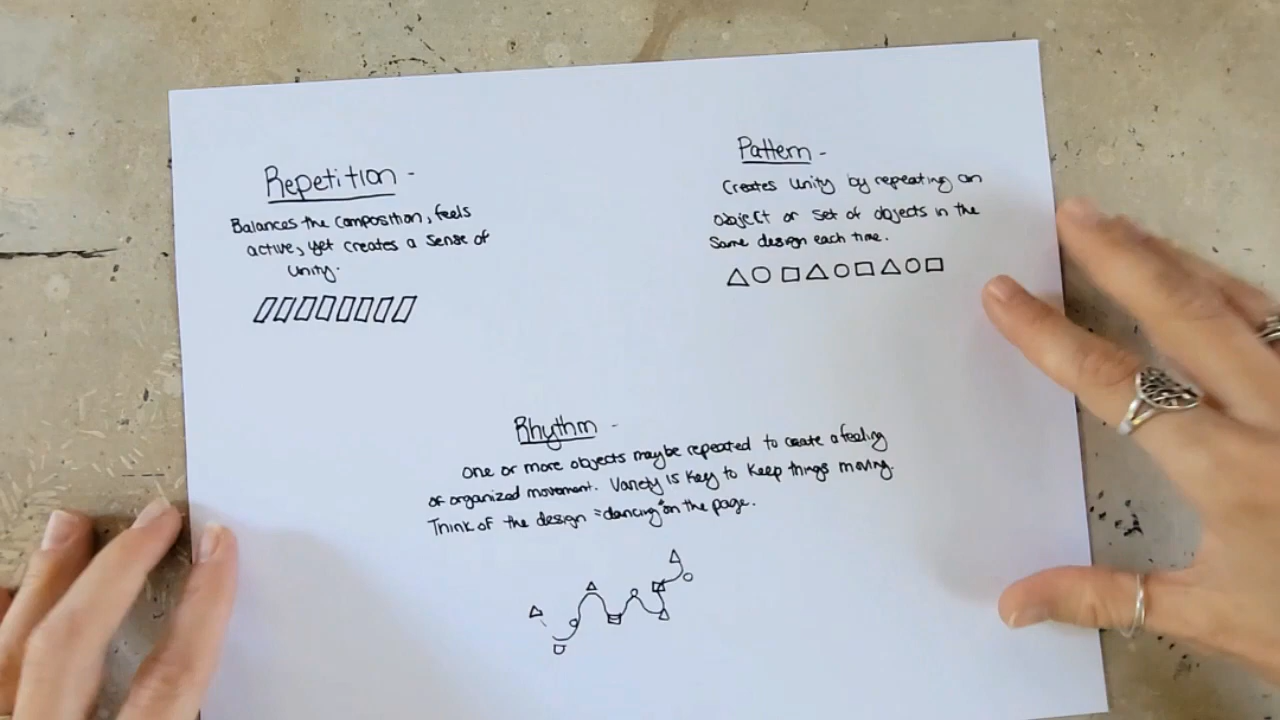 Repetition -
Balances the composition, feels
active, yet creates a sense of
unity.
Pattern -
Creates unity by repeating an
object or set of objects in the
same design each time.
Rhythm -
One or more objects may be repeated to create a feeling
of organized movement. Variety is key to keep things moving.
Think of the design "dancing" on the page.